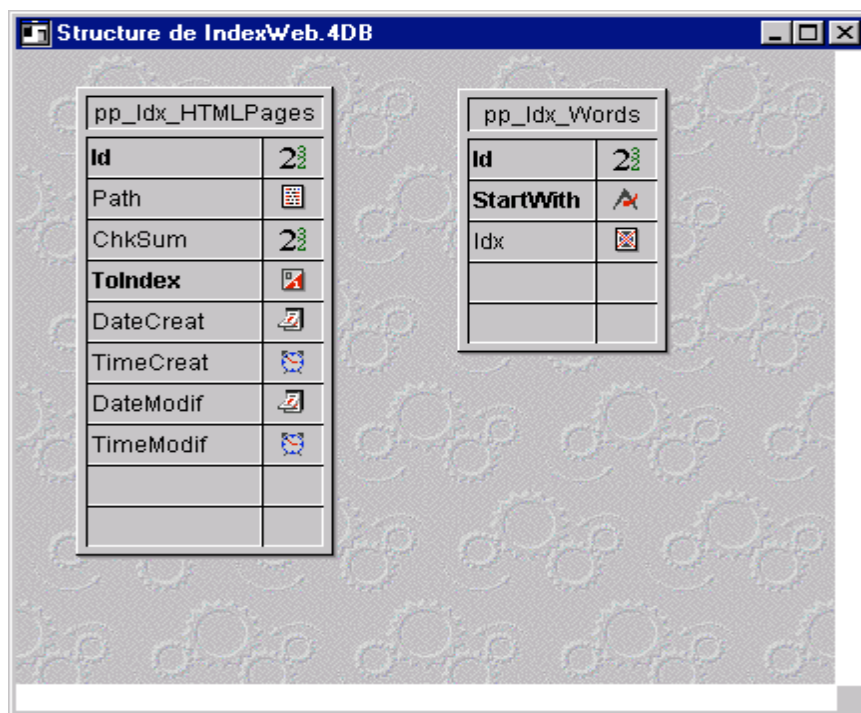 Structure de IndexWeb.4DB
pp_Idx_HTMLPages
Id
Path
ChkSum
ToIndex
DateCreat
TimeCreat
DateModif
TimeModif
pp_Idx_Words
Id
StartWith
Idx